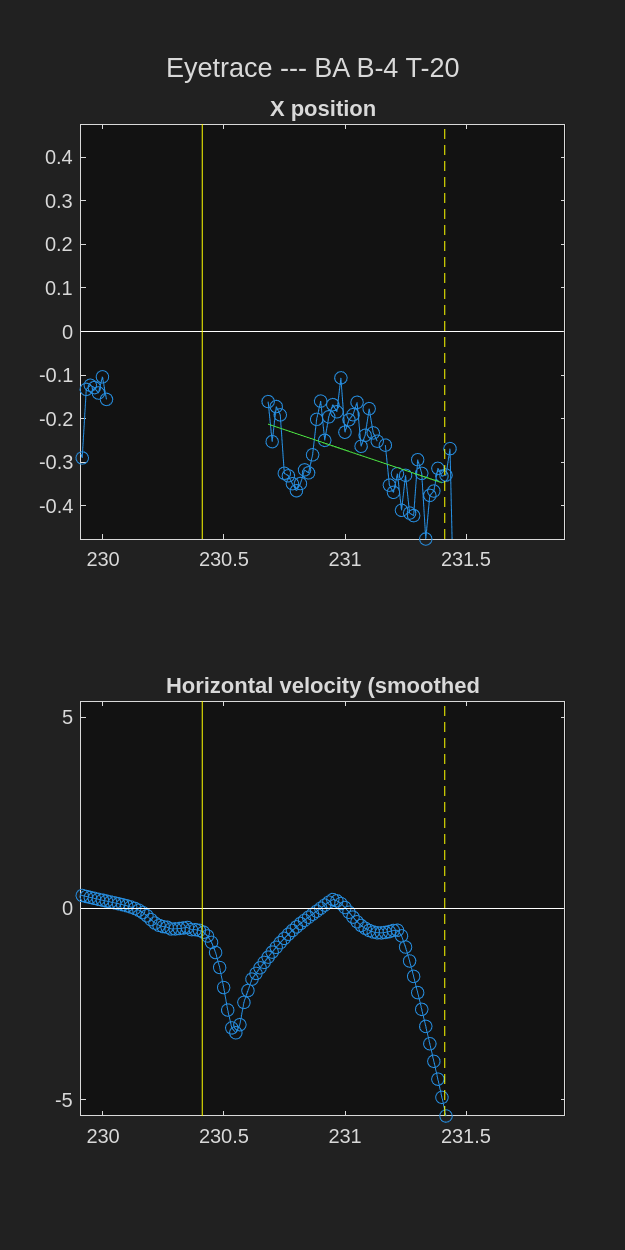 Eyetrace --- BA B-4 T-20
X position
0.4
0.3
0.2
0.1
0
-0.1
-0.2
-0.3
-0.4
230 230.5 231 231.5
Horizontal velocity (smoothed
5
0
-5
230 230.5 231 231.5